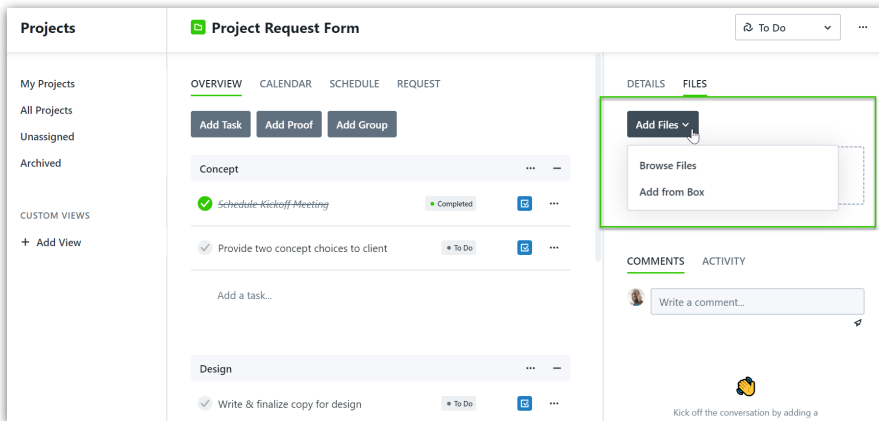 Projects
Project Request Form
To Do
My Projects
All Projects
Unassigned
Archived
CUSTOM VIEWS
+ Add View
OVERVIEW CALENDAR SCHEDULE REQUEST
Add Task Add Proof Add Group
Concept
Schedule Kickoff Meeting Completed
Provide two concept choices to client To Do
Add a task...
Design
Write & finalize copy for design To Do
DETAILS FILES
Add Files
Browse Files
Add from Box
COMMENTS ACTIVITY
Write a comment...
Kick off the conversation by adding a